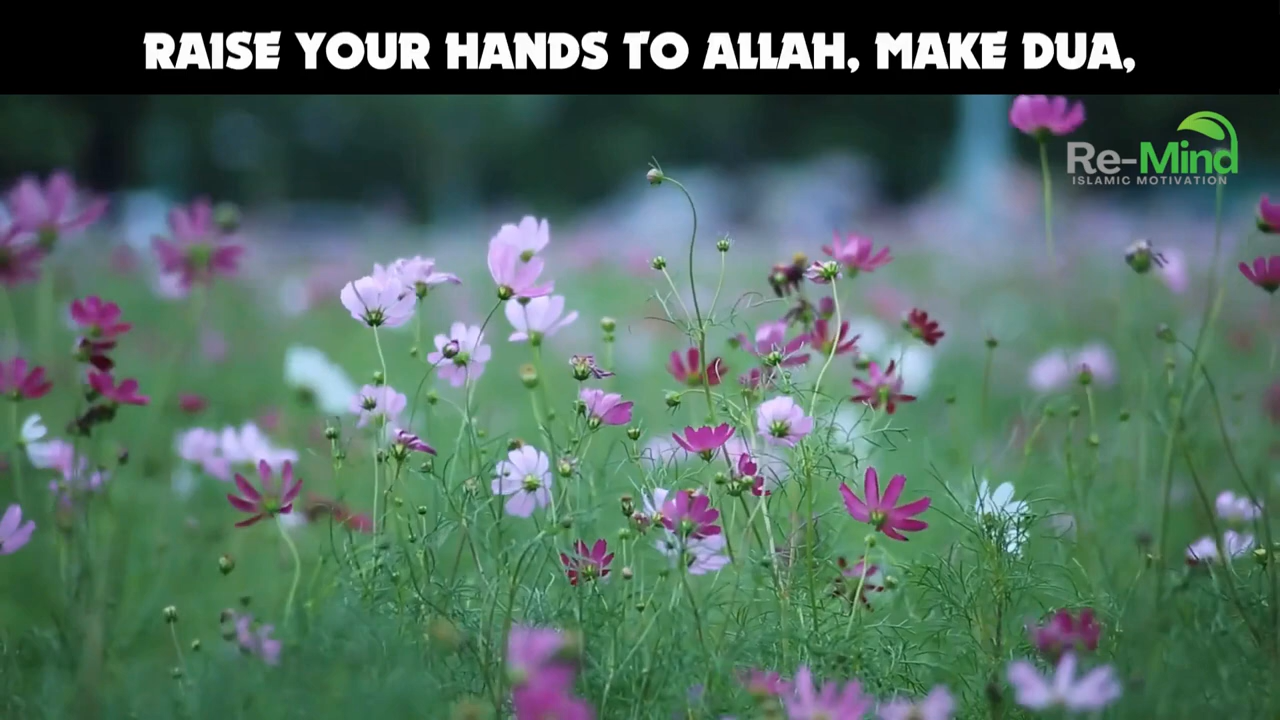 RAISE YOUR HANDS TO ALLAH, MAKE DUA,
Re-Mind
ISLAMIC MOTIVATION